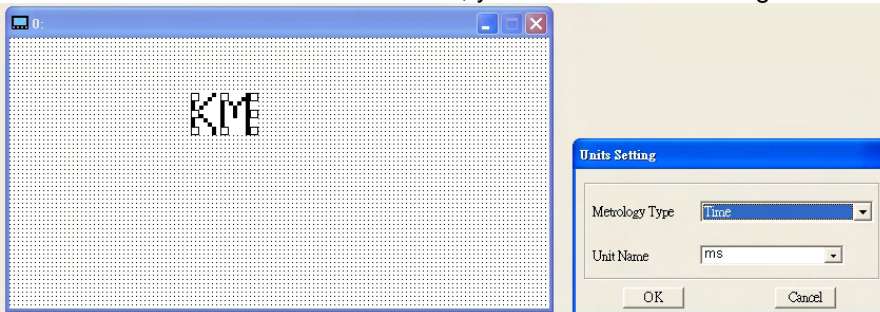 0:
KM
Units Setting
Metrology Type Time
Unit Name ms
OK Cancel